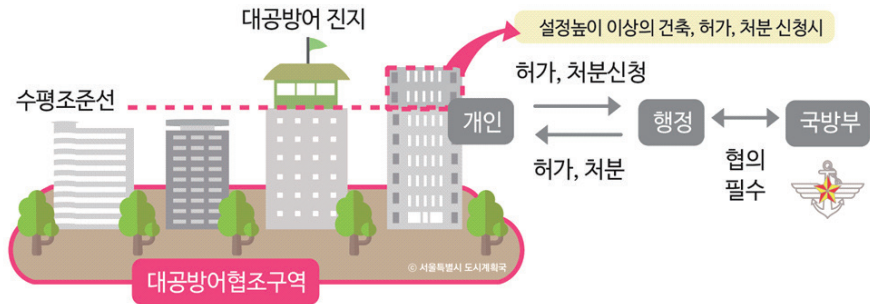 대공방어 진지
설정높이 이상의 건축, 허가, 처분 신청시
수평조준선
허가, 처분신청
개인
행정
국방부
허가, 처분
협의
필수
ⓒ 서울특별시 도시계획국
대공방어협조구역